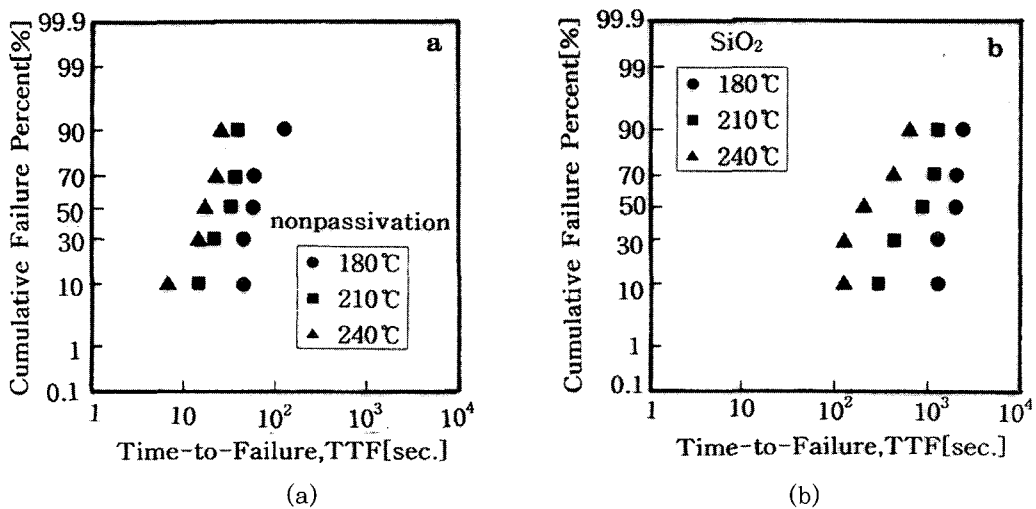 99.9
99
90
70
50
30
10
1
0.1
Cumulative Failure Percent[%]
a
nonpassivation
● 180℃
■ 210℃
▲ 240℃
1 10 10² 10³ 10⁴
Time-to-Failure,TTF[sec.]
(a)
99.9
99
90
70
50
30
10
1
0.1
Cumulative Failure Percent[%]
SiO₂
b
● 180℃
■ 210℃
▲ 240℃
1 10 10² 10³ 10⁴
Time-to-Failure,TTF[sec.]
(b)